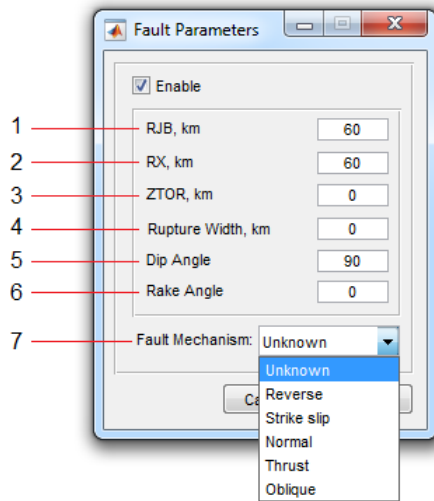 Fault Parameters
Enable
1 RJB, km 60
2 RX, km 60
3 ZTOR, km 0
4 Rupture Width, km 0
5 Dip Angle 90
6 Rake Angle 0
7 Fault Mechanism: Unknown
Unknown
Reverse
Ca
Strike slip
Normal
Thrust
Oblique